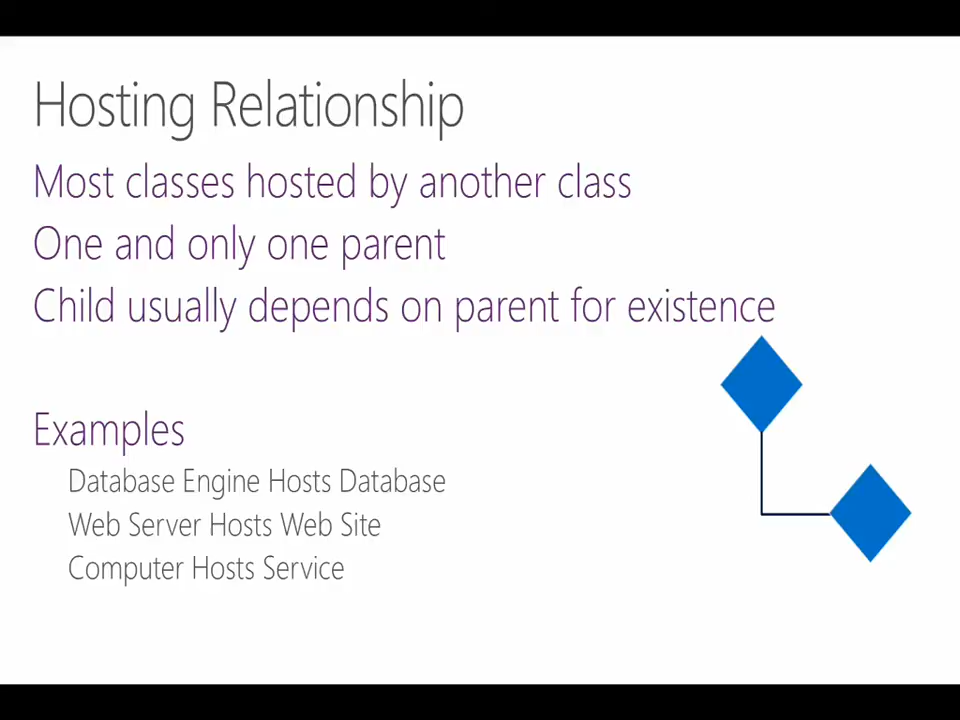 Hosting Relationship
Most classes hosted by another class
One and only one parent
Child usually depends on parent for existence
Examples
Database Engine Hosts Database
Web Server Hosts Web Site
Computer Hosts Service